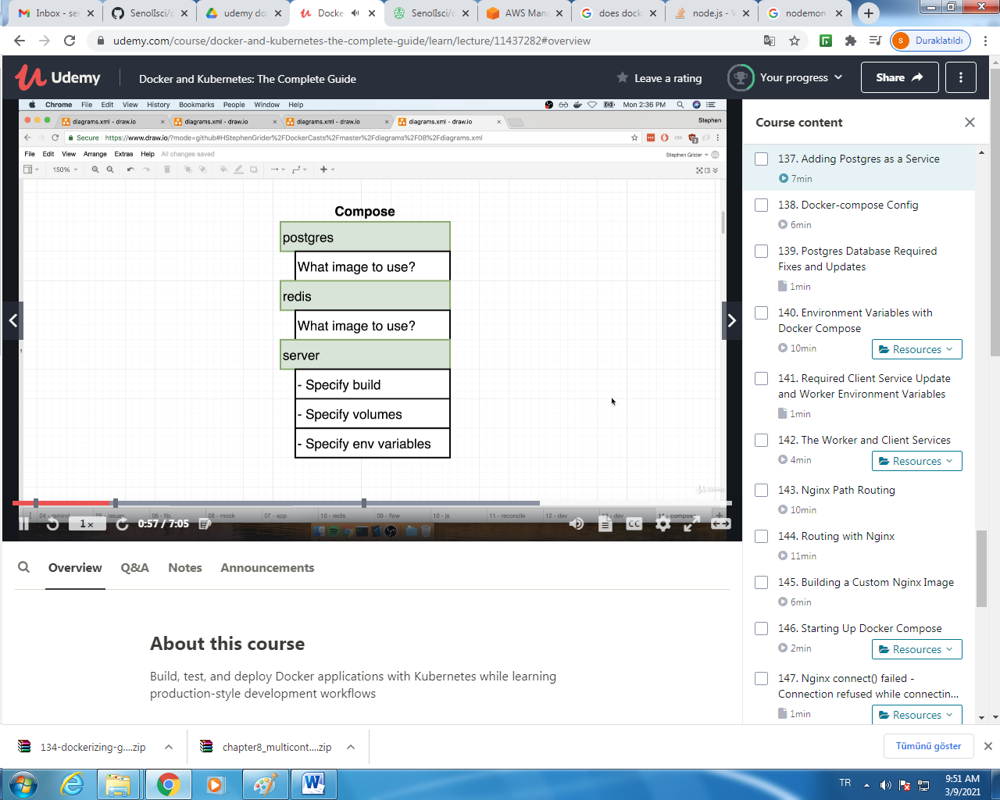 Inbox - se
SenolIsci/c
udemy do
Docke
SenolIsci/c
AWS Mana
does dock
node.js - V
nodemon
udemy.com/course/docker-and-kubernetes-the-complete-guide/learn/lecture/11437282#overview
S Duraklatıldı
Udemy
Docker and Kubernetes: The Complete Guide
Leave a rating
Your progress
Share
Chrome File Edit View History Bookmarks People Window Help
Mon 2:36 PM
diagrams.xml - draw.io
diagrams.xml - draw.io
diagrams.xml - draw.io
diagrams.xml - draw.io
Stephen
Secure https://www.draw.io/?mode=github#HStephenGrider%2FDockerCasts%2Fmaster%2Fdiagrams%2F08%2Fdiagrams.xml
File Edit View Arrange Extras Help All changes saved
Stephen Grider
150%
Compose
postgres
What image to use?
redis
What image to use?
server
- Specify build
- Specify volumes
- Specify env variables
Udemy
04 - remind
05 - issues
06 - fib
08 - mock
07 - app
10 - redis
09 - flow
10 - js
11 - reconcile
12 - dev
14 - compose
1x
0:57 / 7:05
CC
Course content
137. Adding Postgres as a Service
7min
138. Docker-compose Config
6min
139. Postgres Database Required
Fixes and Updates
1min
140. Environment Variables with
Docker Compose
10min
Resources
141. Required Client Service Update
and Worker Environment Variables
1min
142. The Worker and Client Services
4min
Resources
143. Nginx Path Routing
10min
144. Routing with Nginx
11min
145. Building a Custom Nginx Image
6min
146. Starting Up Docker Compose
2min
Resources
147. Nginx connect() failed -
Connection refused while connectin...
1min
Resources
Overview
Q&A
Notes
Announcements
About this course
Build, test, and deploy Docker applications with Kubernetes while learning
production-style development workflows
134-dockerizing-g....zip
chapter8_multicont....zip
Tümünü göster
W
TR
9:51 AM
3/9/2021